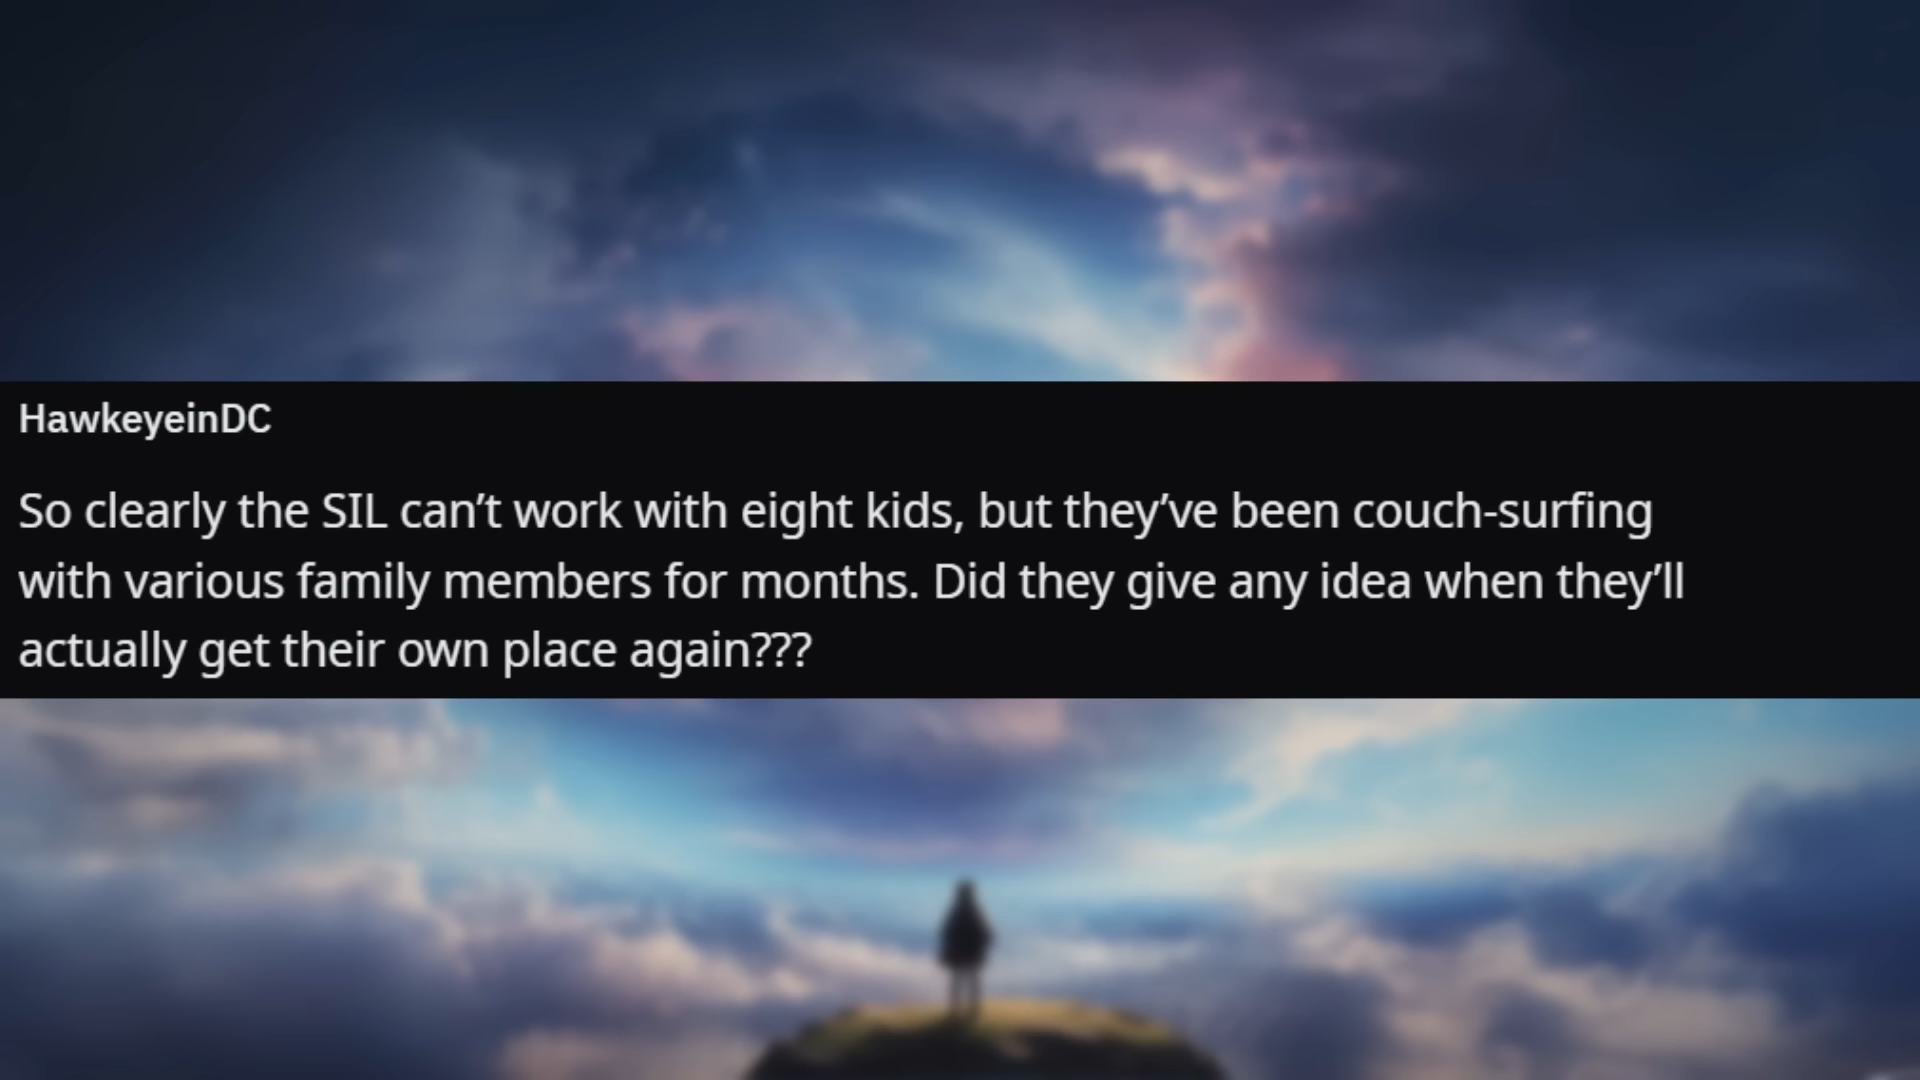 HawkeyeinDC
So clearly the SIL can’t work with eight kids, but they’ve been couch-surfing
with various family members for months. Did they give any idea when they’ll
actually get their own place again???